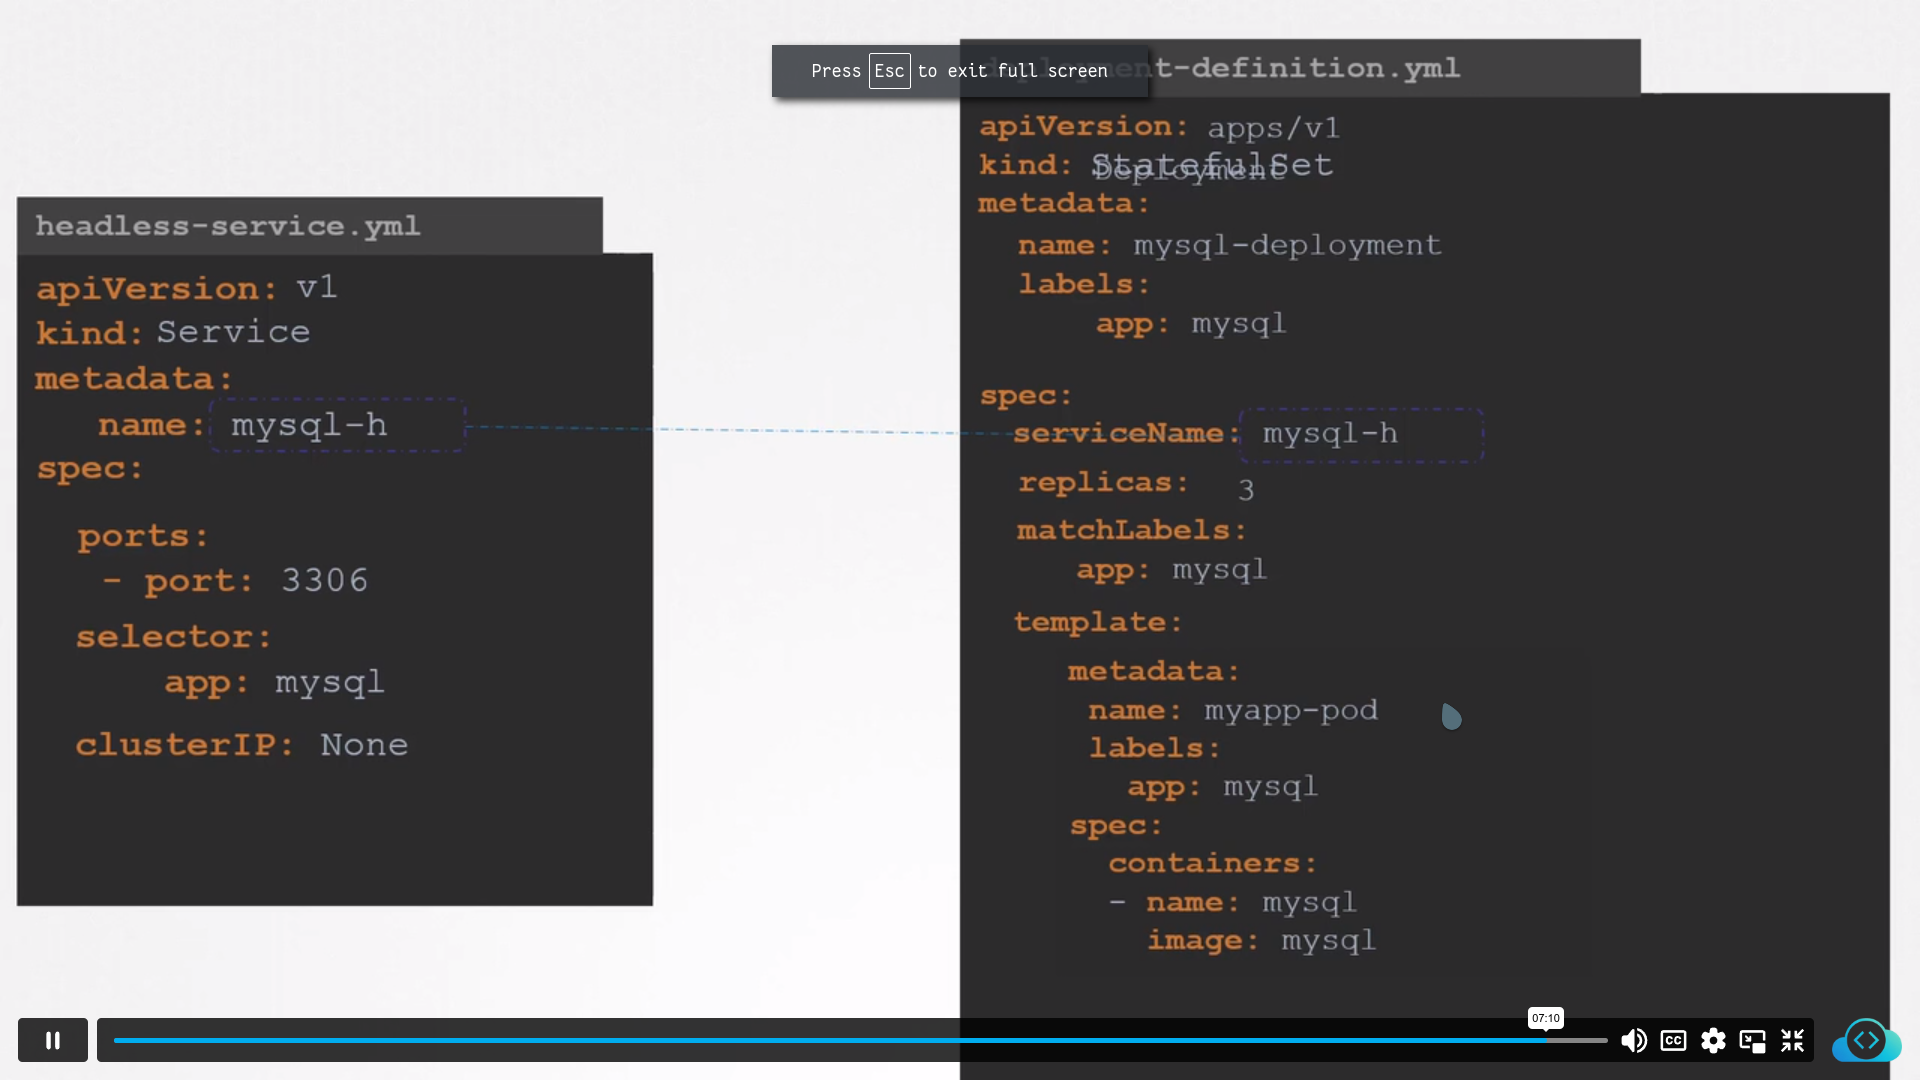 Press Esc to exit full screen
t-definition.yml
apiVersion: apps/v1
kind: StatefulSet
Deployment
metadata:
name: mysql-deployment
labels:
app: mysql
spec:
serviceName: mysql-h
replicas: 3
matchLabels:
app: mysql
template:
metadata:
name: myapp-pod
labels:
app: mysql
spec:
containers:
- name: mysql
image: mysql
headless-service.yml
apiVersion: v1
kind: Service
metadata:
name: mysql-h
spec:
ports:
- port: 3306
selector:
app: mysql
clusterIP: None
07:10
CC